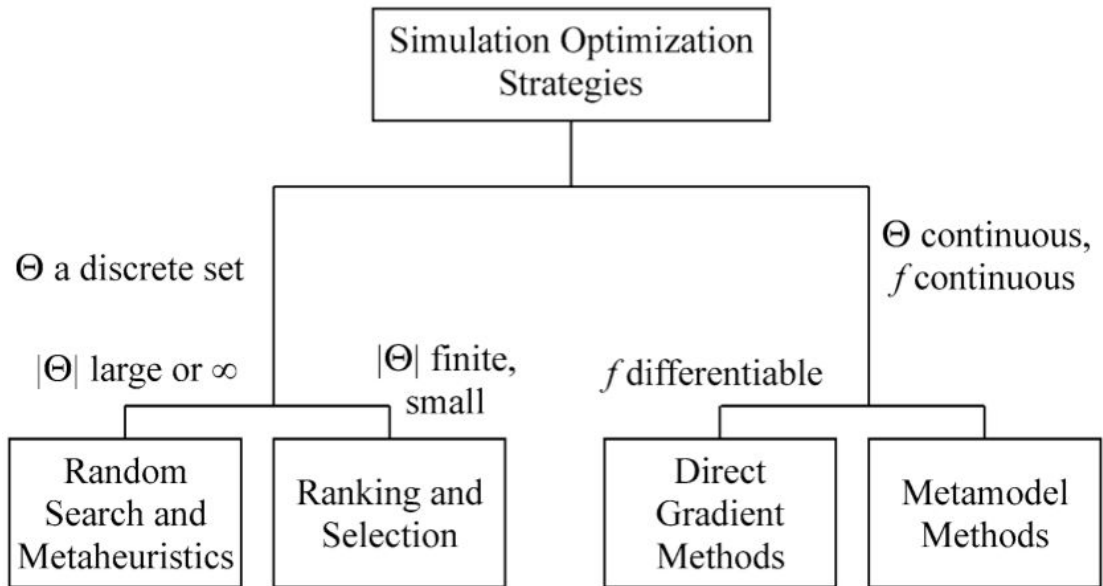 Simulation Optimization
Strategies
Θ a discrete set
Θ continuous,
f continuous
|Θ| large or ∞
|Θ| finite,
small
f differentiable
Random
Search and
Metaheuristics
Ranking and
Selection
Direct
Gradient
Methods
Metamodel
Methods